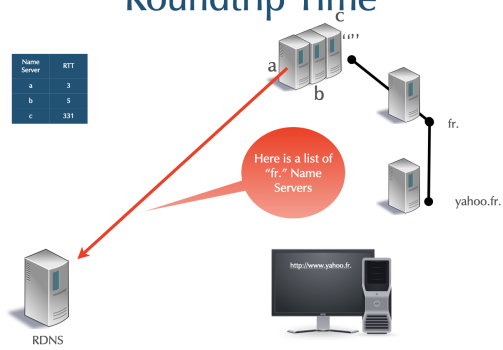 Roundtrip Time
c
“”
a
b
Name Server RTT
a 3
b 5
c 331
fr.
Here is a list of
“fr.” Name
Servers
yahoo.fr.
http://www.yahoo.fr.
RDNS